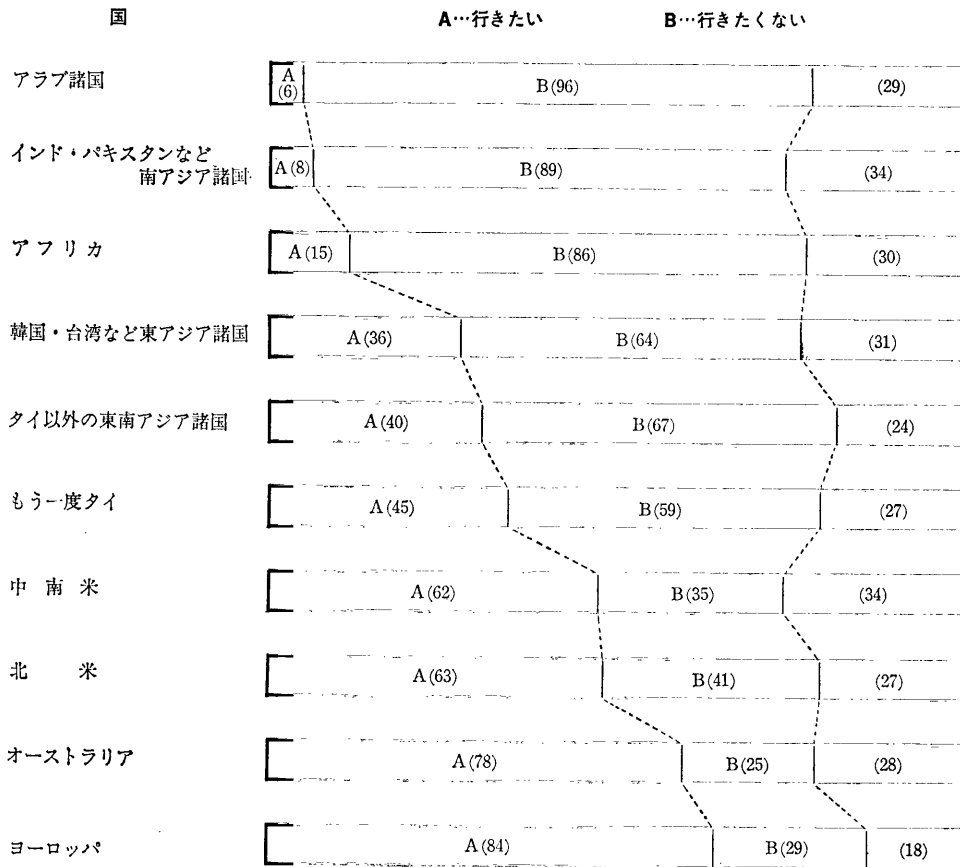 国 A…行きたい B…行きたくない
アラブ諸国 A (6) B (96) (29)
インド・パキスタンなど
南アジア諸国 A (8) B (89) (34)
アフリカ A (15) B (86) (30)
韓国・台湾など東アジア諸国 A (36) B (64) (31)
タイ以外の東南アジア諸国 A (40) B (67) (24)
もう一度タイ A (45) B (59) (27)
中南米 A (62) B (35) (34)
北米 A (63) B (41) (27)
オーストラリア A (78) B (25) (28)
ヨーロッパ A (84) B (29) (18)